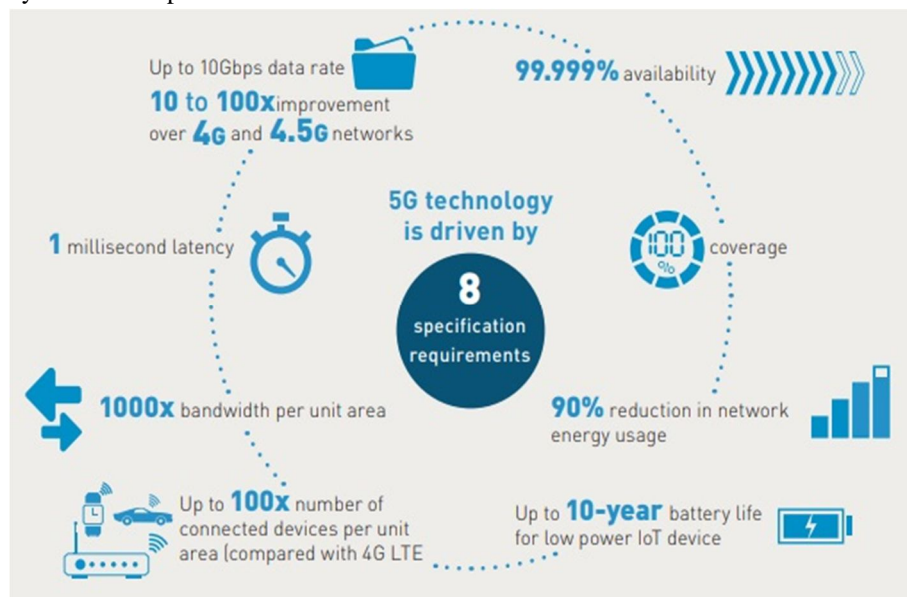 Up to 10Gbps data rate
10 to 100x improvement
over 4G and 4.5G networks
99.999% availability
5G technology
is driven by
8
specification
requirements
1 millisecond latency
100
%
coverage
1000x bandwidth per unit area
90% reduction in network
energy usage
Up to 100x number of
connected devices per unit
area (compared with 4G LTE
Up to 10-year battery life
for low power IoT device